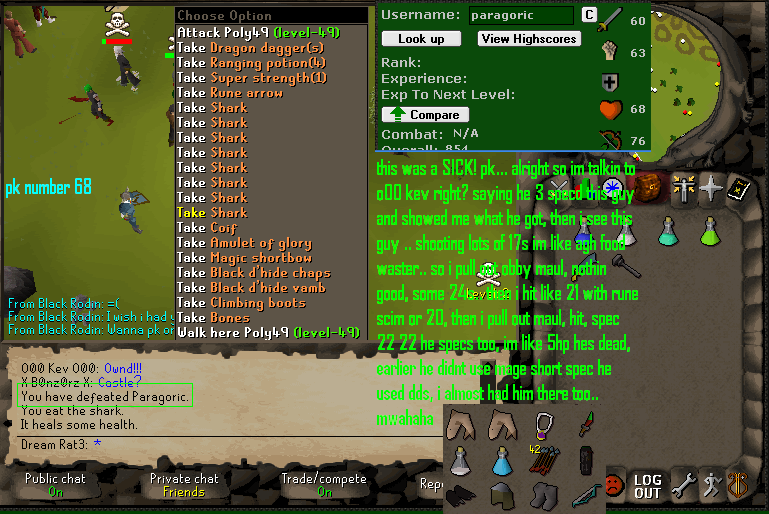 Choose Option
Attack Poly49 (level-49)
Take Dragon dagger(s)
Take Ranging potion(4)
Take Super strength(1)
Take Rune arrow
Take Shark
Take Shark
Take Shark
Take Shark
Take Shark
Take Shark
Take Shark
Take Shark
Take Coif
Take Amulet of glory
Take Magic shortbow
Take Black d'hide chaps
Take Black d'hide vamb
Take Climbing boots
Take Bones
Walk here Poly49 (level-49)
pk number 68
From Black Rodin: =(
From Black Rodin: I wish i had
From Black Rodin: Wanna pk
Username: paragoric C
Look up View Highscores
Rank:
Experience:
Exp To Next Level:
Compare
Combat: N/A
Overall: 854
60
63
68
76
this was a SICK! pk... alright so im talkin to
o00 kev right? saying he 3 specd this guy
and showed me what he got, then i see this
guy .. shooting lots of 17s im like agh food
waster.. so i pull out obby maul, nothin
good, some 24s.. then i hit like 21 with rune
scim or 20, then i pull out maul, hit, spec
22 22 he specs too, im like 5hp hes dead,
earlier he didnt use mage short spec he
used dds, i almost had him there too..
mwahaha
O00 Kev O00: Ownd!!!
X B0nz0rz X: Castle?
You have defeated Paragoric.
You eat the shark.
It heals some health.
Dream Rat3: *
42
Public chat
On
Private chat
Friends
Trade/compete
On
LOG
OUT